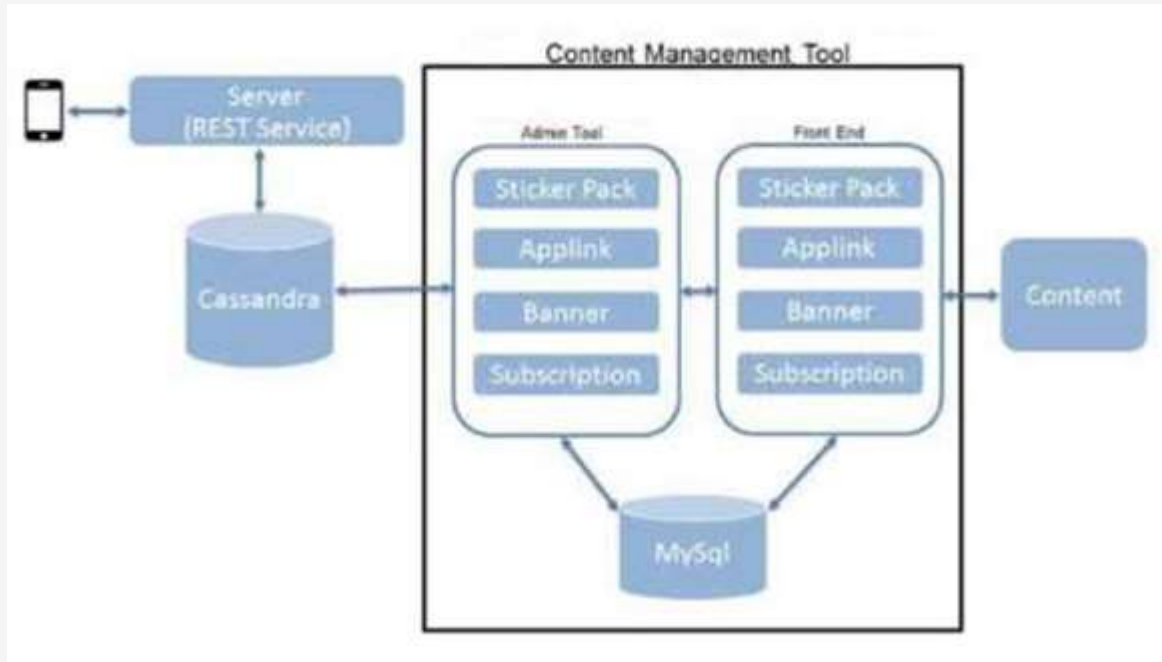 Content Management Tool
Server
(REST Service)
Admin Tool
Front End
Sticker Pack
Applink
Banner
Subscription
Sticker Pack
Applink
Banner
Subscription
Cassandra
Content
MySql